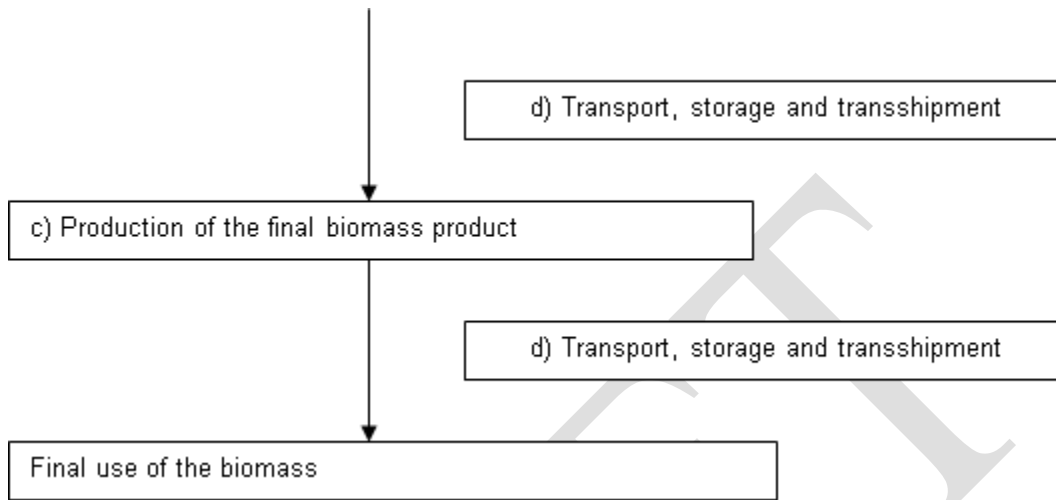 d) Transport, storage and transshipment
c) Production of the final biomass product
d) Transport, storage and transshipment
Final use of the biomass